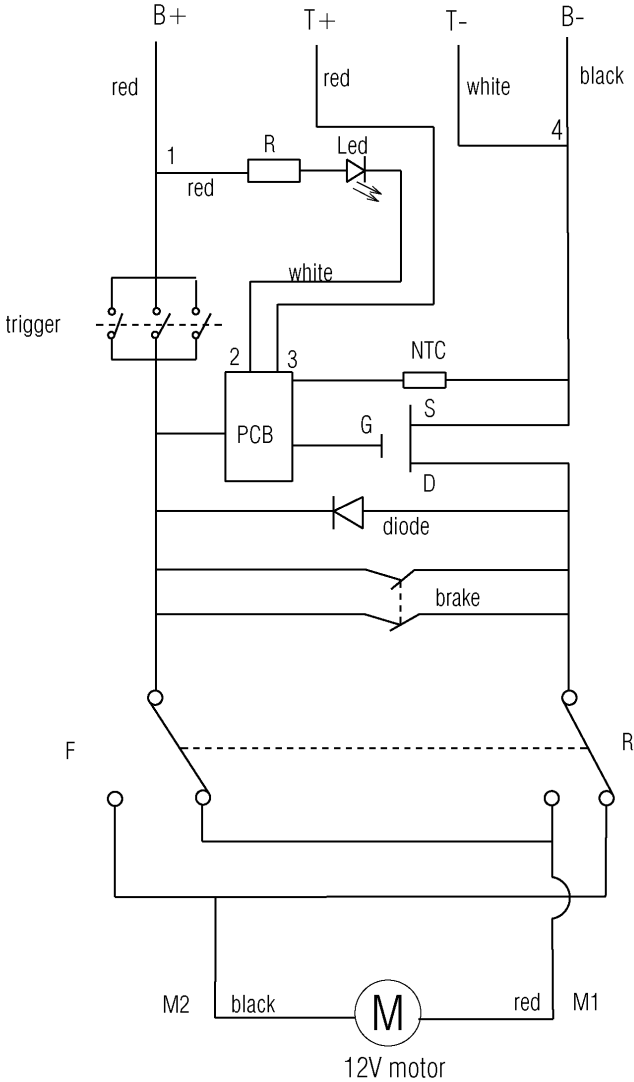 B+
T+
T-
B-
red
red
white
black
4
1
R
Led
red
white
trigger
2
3
NTC
PCB
G
S
D
diode
brake
F
R
M2
black
M
red
M1
12V motor